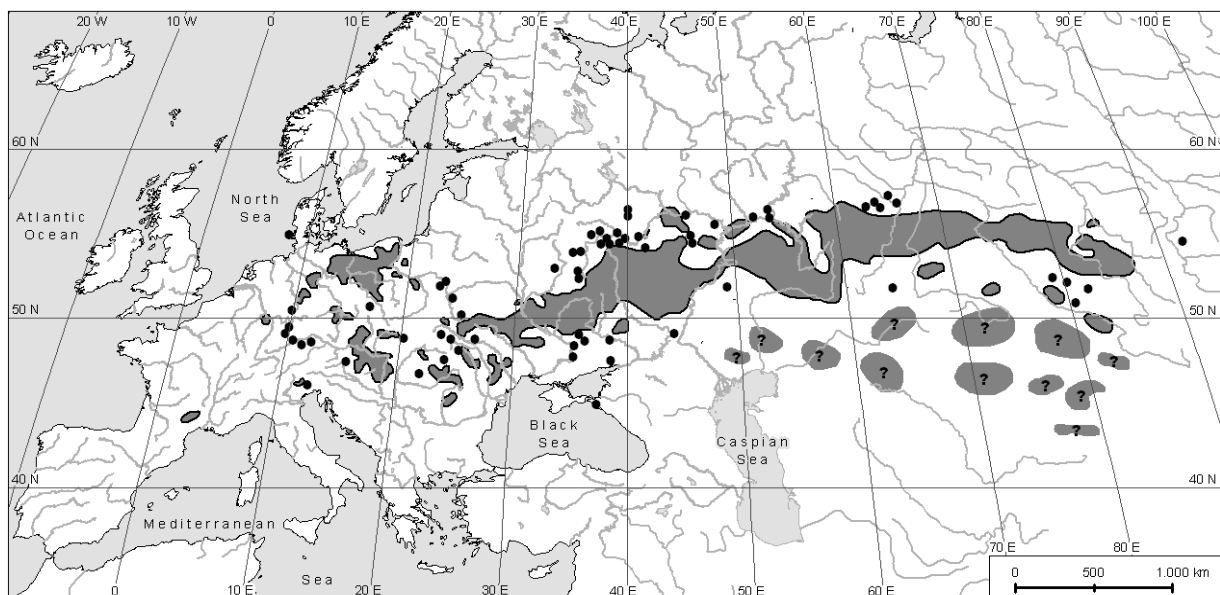 20 W 10 W 0 10 E 20 E 30 E 40 E 50 E 60 E 70 E 80 E 90 E 100 E
60 N 60 N
North
Sea
Atlantic
Ocean
50 N 50 N
? ? ?
? ? ?
? ? ? ?
?
Black
Sea
Caspian
Sea
?
40 N 40 N
Mediterranean
Sea
70 E 80 E
0 10 E 20 E 30 E 40 E 50 E 60 E
0 500 1.000 km